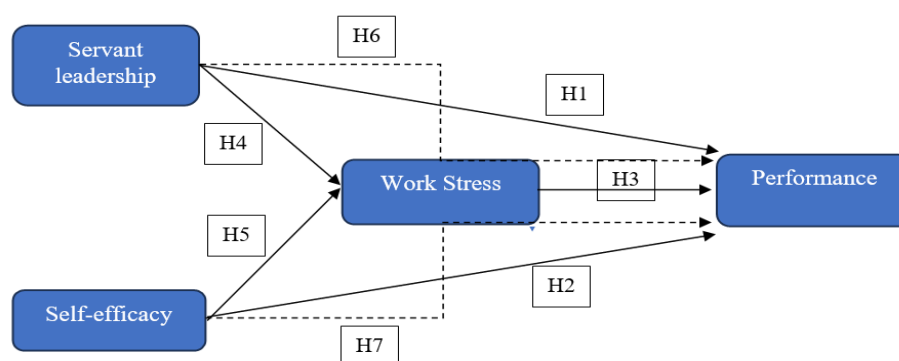 Servant
leadership
H6
H1
H4
Work Stress
H3
Performance
H5
H2
Self-efficacy
H7